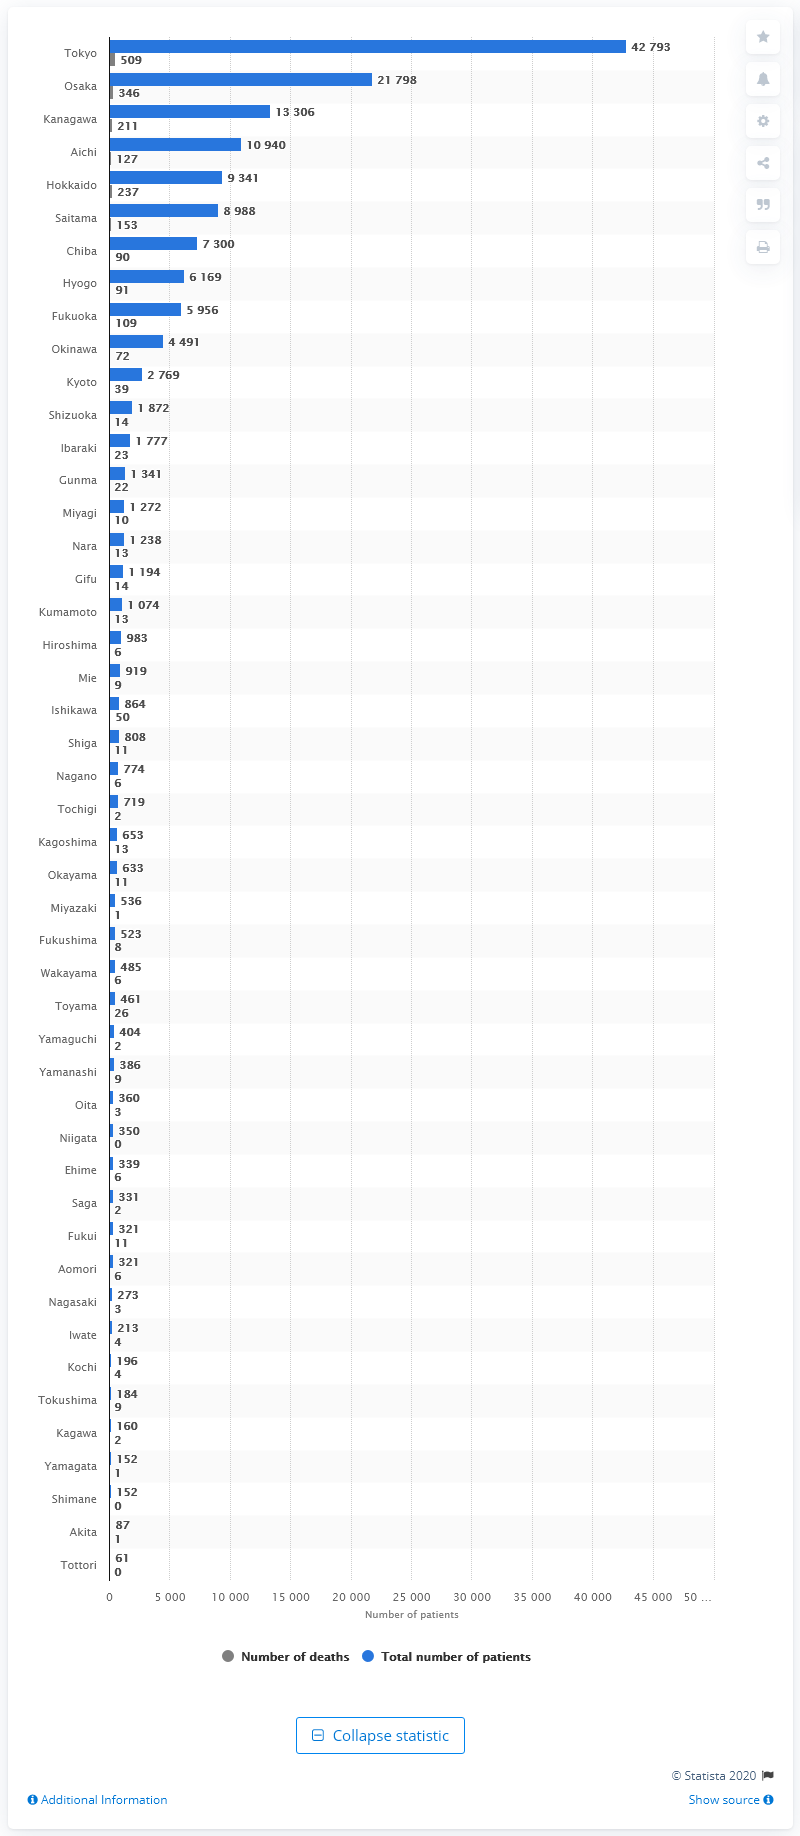 Tokyo
42 793
509
Osaka
21 798
346
Kanagawa
13 306
211
Aichi
10 940
127
Hokkaido
9 341
237
Saitama
8 988
153
Chiba
7 300
90
Hyogo
6 169
91
Fukuoka
5 956
109
Okinawa
4 491
72
Kyoto
2 769
39
Shizuoka
1 872
14
Ibaraki
1 777
23
Gunma
1 341
22
Miyagi
1 272
10
Nara
1 238
13
Gifu
1 194
14
Kumamoto
1 074
13
Hiroshima
983
6
Mie
919
9
Ishikawa
864
50
Shiga
808
11
Nagano
774
6
Tochigi
719
2
Kagoshima
653
13
Okayama
633
11
Miyazaki
536
1
Fukushima
523
8
Wakayama
485
6
Toyama
461
26
Yamaguchi
404
2
Yamanashi
386
9
Oita
360
3
Niigata
350
0
Ehime
339
6
Saga
331
2
Fukui
321
11
Aomori
321
6
Nagasaki
273
3
Iwate
213
4
Kochi
196
4
Tokushima
184
9
Kagawa
160
2
Yamagata
152
1
Shimane
152
0
Akita
87
1
Tottori
61
0
0 5 000 10 000 15 000 20 000 25 000 30 000 35 000 40 000 45 000 50 ...
Number of patients
Number of deaths Total number of patients
Collapse statistic
© Statista 2020
Additional Information Show source